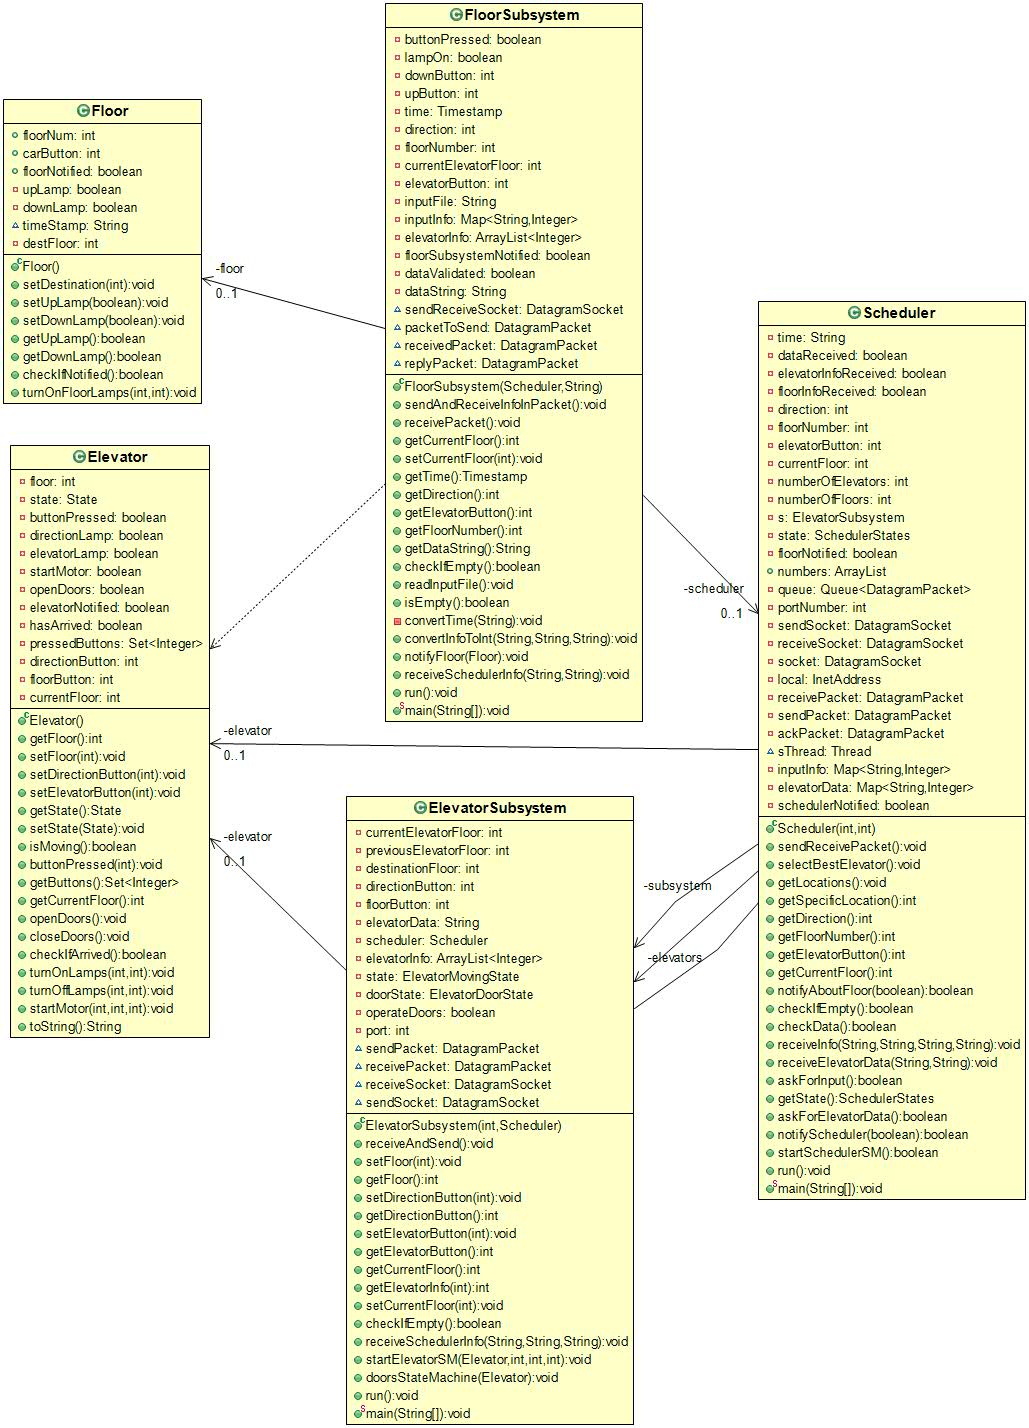 FloorSubsystem
buttonPressed: boolean
lampOn: boolean
downButton: int
upButton: int
time: Timestamp
direction: int
floorNumber: int
currentElevatorFloor: int
elevatorButton: int
inputFile: String
inputInfo: Map<String,Integer>
elevatorInfo: ArrayList<Integer>
floorSubsystemNotified: boolean
dataValidated: boolean
dataString: String
sendReceiveSocket: DatagramSocket
packetToSend: DatagramPacket
receivedPacket: DatagramPacket
replyPacket: DatagramPacket
FloorSubsystem(Scheduler,String)
sendAndReceiveInfoInPacket():void
receivePacket():void
getCurrentFloor():int
setCurrentFloor(int):void
getTime():Timestamp
getDirection():int
getElevatorButton():int
getFloorNumber():int
getDataString():String
checkIfEmpty():boolean
readInputFile():void
isEmpty():boolean
convertTime(String):void
convertInfoToInt(String,String,String):void
notifyFloor(Floor):void
receiveSchedulerInfo(String,String):void
run():void
main(String[]):void
Floor
floorNum: int
carButton: int
floorNotified: boolean
upLamp: boolean
downLamp: boolean
timeStamp: String
destFloor: int
Floor()
setDestination(int):void
setUpLamp(boolean):void
setDownLamp(boolean):void
getUpLamp():boolean
getDownLamp():boolean
checkIfNotified():boolean
turnOnFloorLamps(int,int):void
-floor
0..1
Scheduler
time: String
dataReceived: boolean
elevatorInfoReceived: boolean
floorInfoReceived: boolean
direction: int
floorNumber: int
elevatorButton: int
currentFloor: int
numberOfElevators: int
numberOfFloors: int
s: ElevatorSubsystem
state: SchedulerStates
floorNotified: boolean
numbers: ArrayList
queue: Queue<DatagramPacket>
portNumber: int
sendSocket: DatagramSocket
receiveSocket: DatagramSocket
socket: DatagramSocket
local: InetAddress
receivePacket: DatagramPacket
sendPacket: DatagramPacket
ackPacket: DatagramPacket
sThread: Thread
inputInfo: Map<String,Integer>
elevatorData: Map<String,Integer>
schedulerNotified: boolean
Scheduler(int,int)
sendReceivePacket():void
selectBestElevator():void
getLocations():void
getSpecificLocation():int
getDirection():int
getFloorNumber():int
getElevatorButton():int
getCurrentFloor():int
notifyAboutFloor(boolean):boolean
checkIfEmpty():boolean
checkData():boolean
receiveInfo(String,String,String,String):void
receiveElevatorData(String,String):void
askForInput():boolean
getState():SchedulerStates
askForElevatorData():boolean
notifyScheduler(boolean):boolean
startSchedulerSM():boolean
run():void
main(String[]):void
-scheduler
0..1
Elevator
floor: int
state: State
buttonPressed: boolean
directionLamp: boolean
elevatorLamp: boolean
startMotor: boolean
openDoors: boolean
elevatorNotified: boolean
hasArrived: boolean
pressedButtons: Set<Integer>
directionButton: int
floorButton: int
currentFloor: int
Elevator()
getFloor():int
setFloor(int):void
setDirectionButton(int):void
setElevatorButton(int):void
getState():State
setState(State):void
isMoving():boolean
buttonPressed(int):void
getButtons():Set<Integer>
getCurrentFloor():int
openDoors():void
closeDoors():void
checkIfArrived():boolean
turnOnLamps(int,int):void
turnOffLamps(int,int):void
startMotor(int,int,int):void
toString():String
-elevator
0..1
-elevator
0..1
ElevatorSubsystem
currentElevatorFloor: int
previousElevatorFloor: int
destinationFloor: int
directionButton: int
floorButton: int
elevatorData: String
scheduler: Scheduler
elevatorInfo: ArrayList<Integer>
state: ElevatorMovingState
doorState: ElevatorDoorState
operateDoors: boolean
port: int
sendPacket: DatagramPacket
receivePacket: DatagramPacket
receiveSocket: DatagramSocket
sendSocket: DatagramSocket
ElevatorSubsystem(int,Scheduler)
receiveAndSend():void
setFloor(int):void
getFloor():int
setDirectionButton(int):void
getDirectionButton():int
setElevatorButton(int):void
getElevatorButton():int
getCurrentFloor():int
getElevatorInfo(int):int
setCurrentFloor(int):void
checkIfEmpty():boolean
receiveSchedulerInfo(String,String,String):void
startElevatorSM(Elevator,int,int,int):void
doorsStateMachine(Elevator):void
run():void
main(String[]):void
-subsystem
-elevators